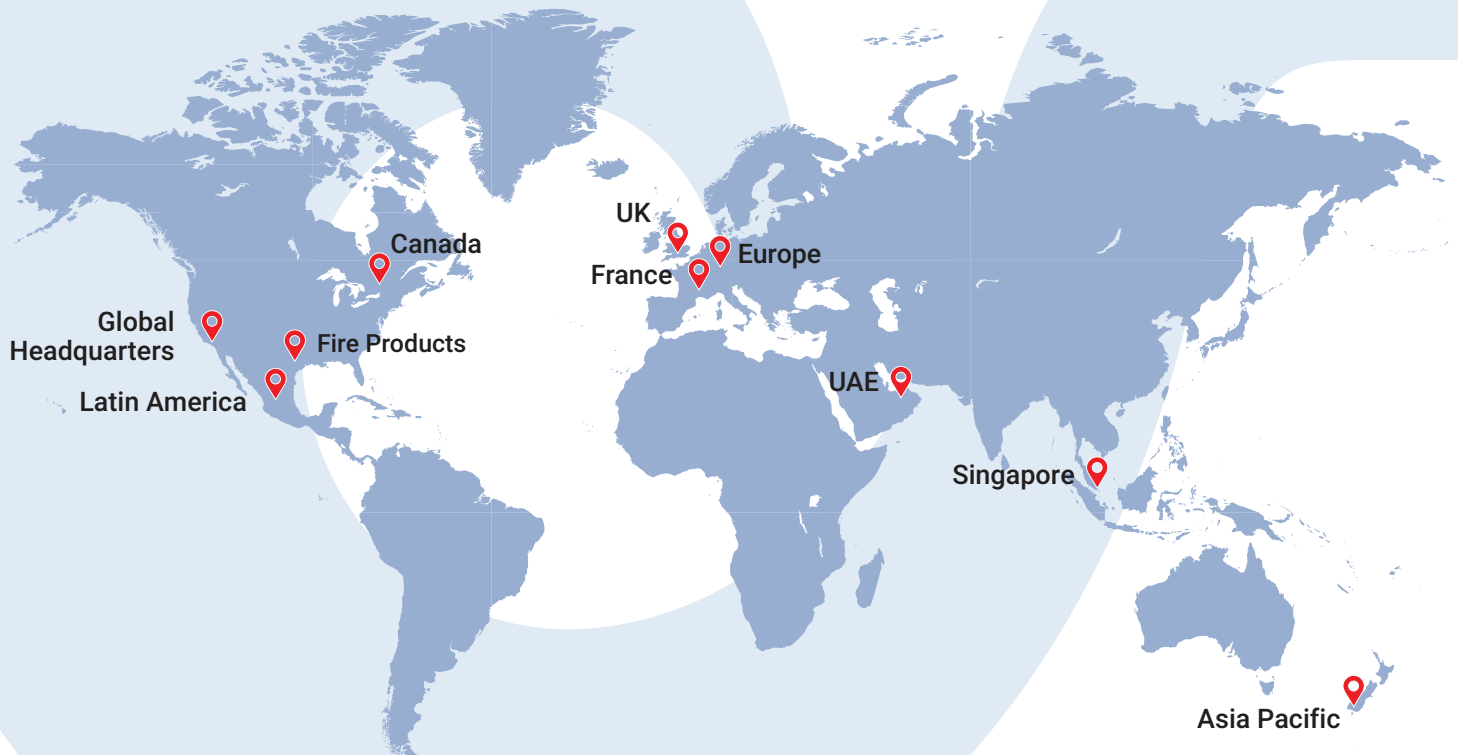 UK
Canada
Europe
France
Global
Headquarters
Fire Products
UAE
Latin America
Singapore
Asia Pacific